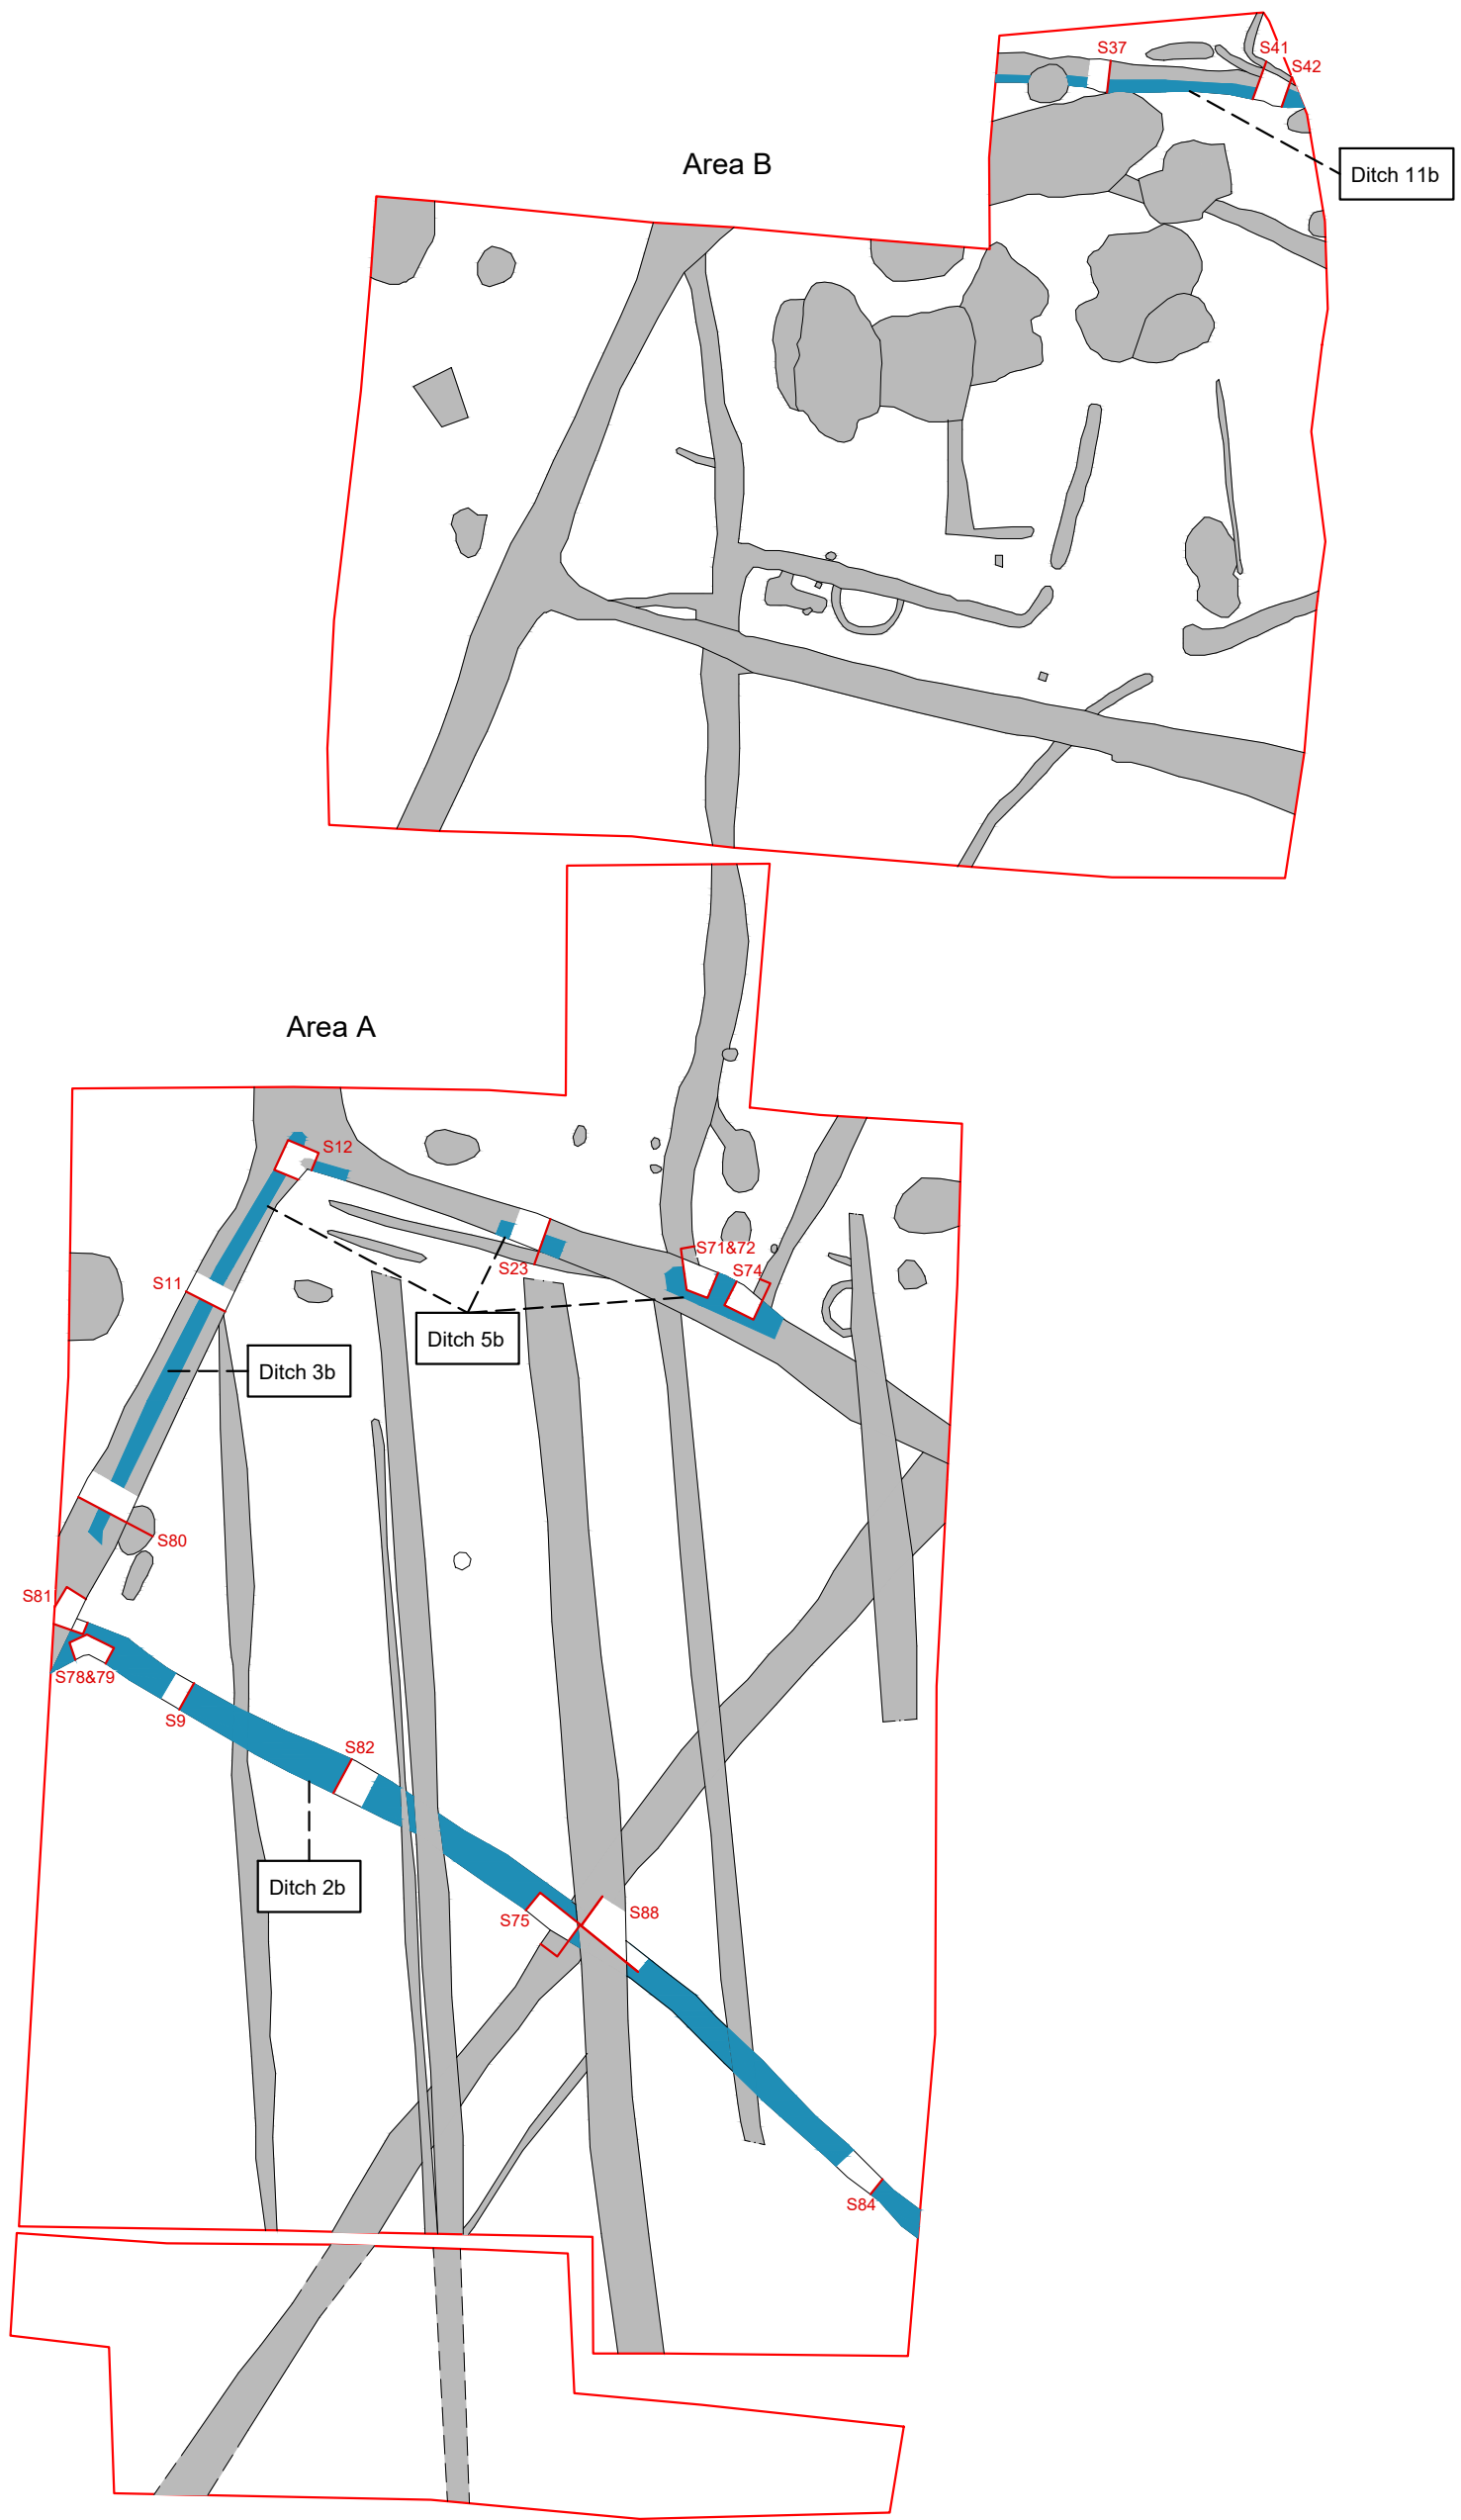 S37
S41
S42
Area B
Ditch 11b
Area A
S12
S71&72
S23
S74
S11
Ditch 5b
Ditch 3b
S80
S81
S78&79
S9
S82
Ditch 2b
S75
S88
S84